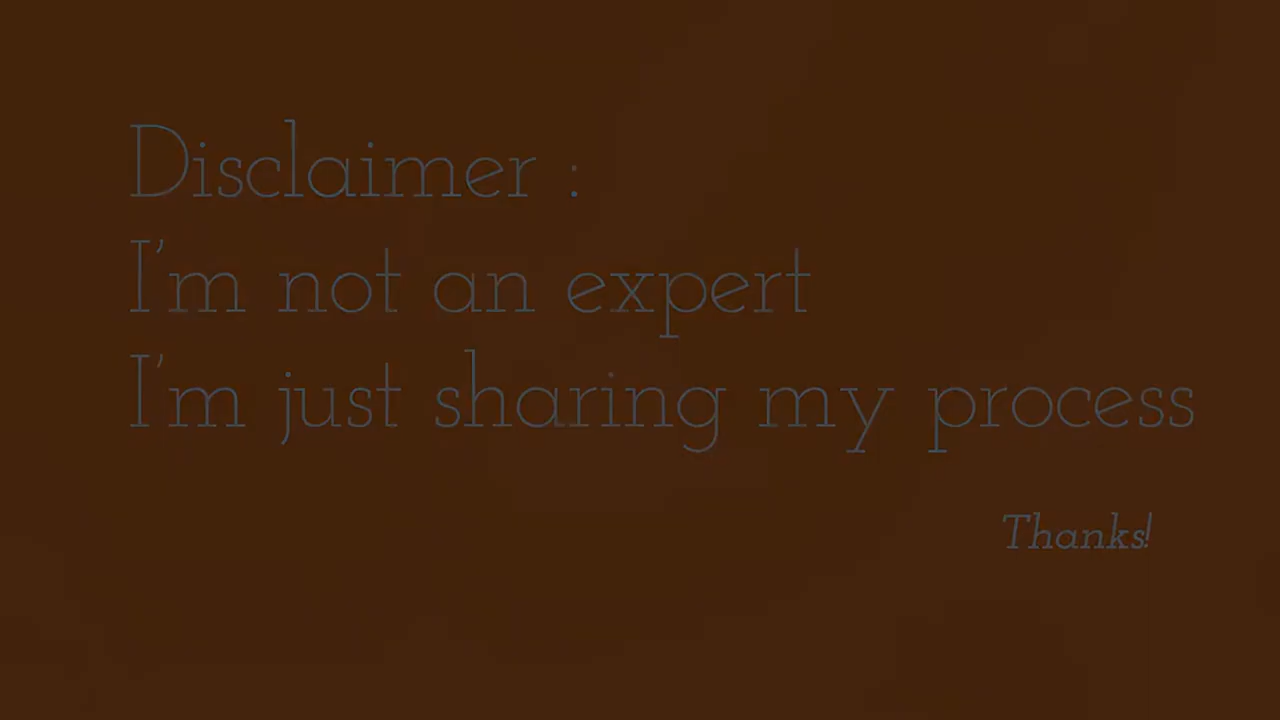 Disclaimer :
I'm not an expert
I'm just sharing my process
Thanks!